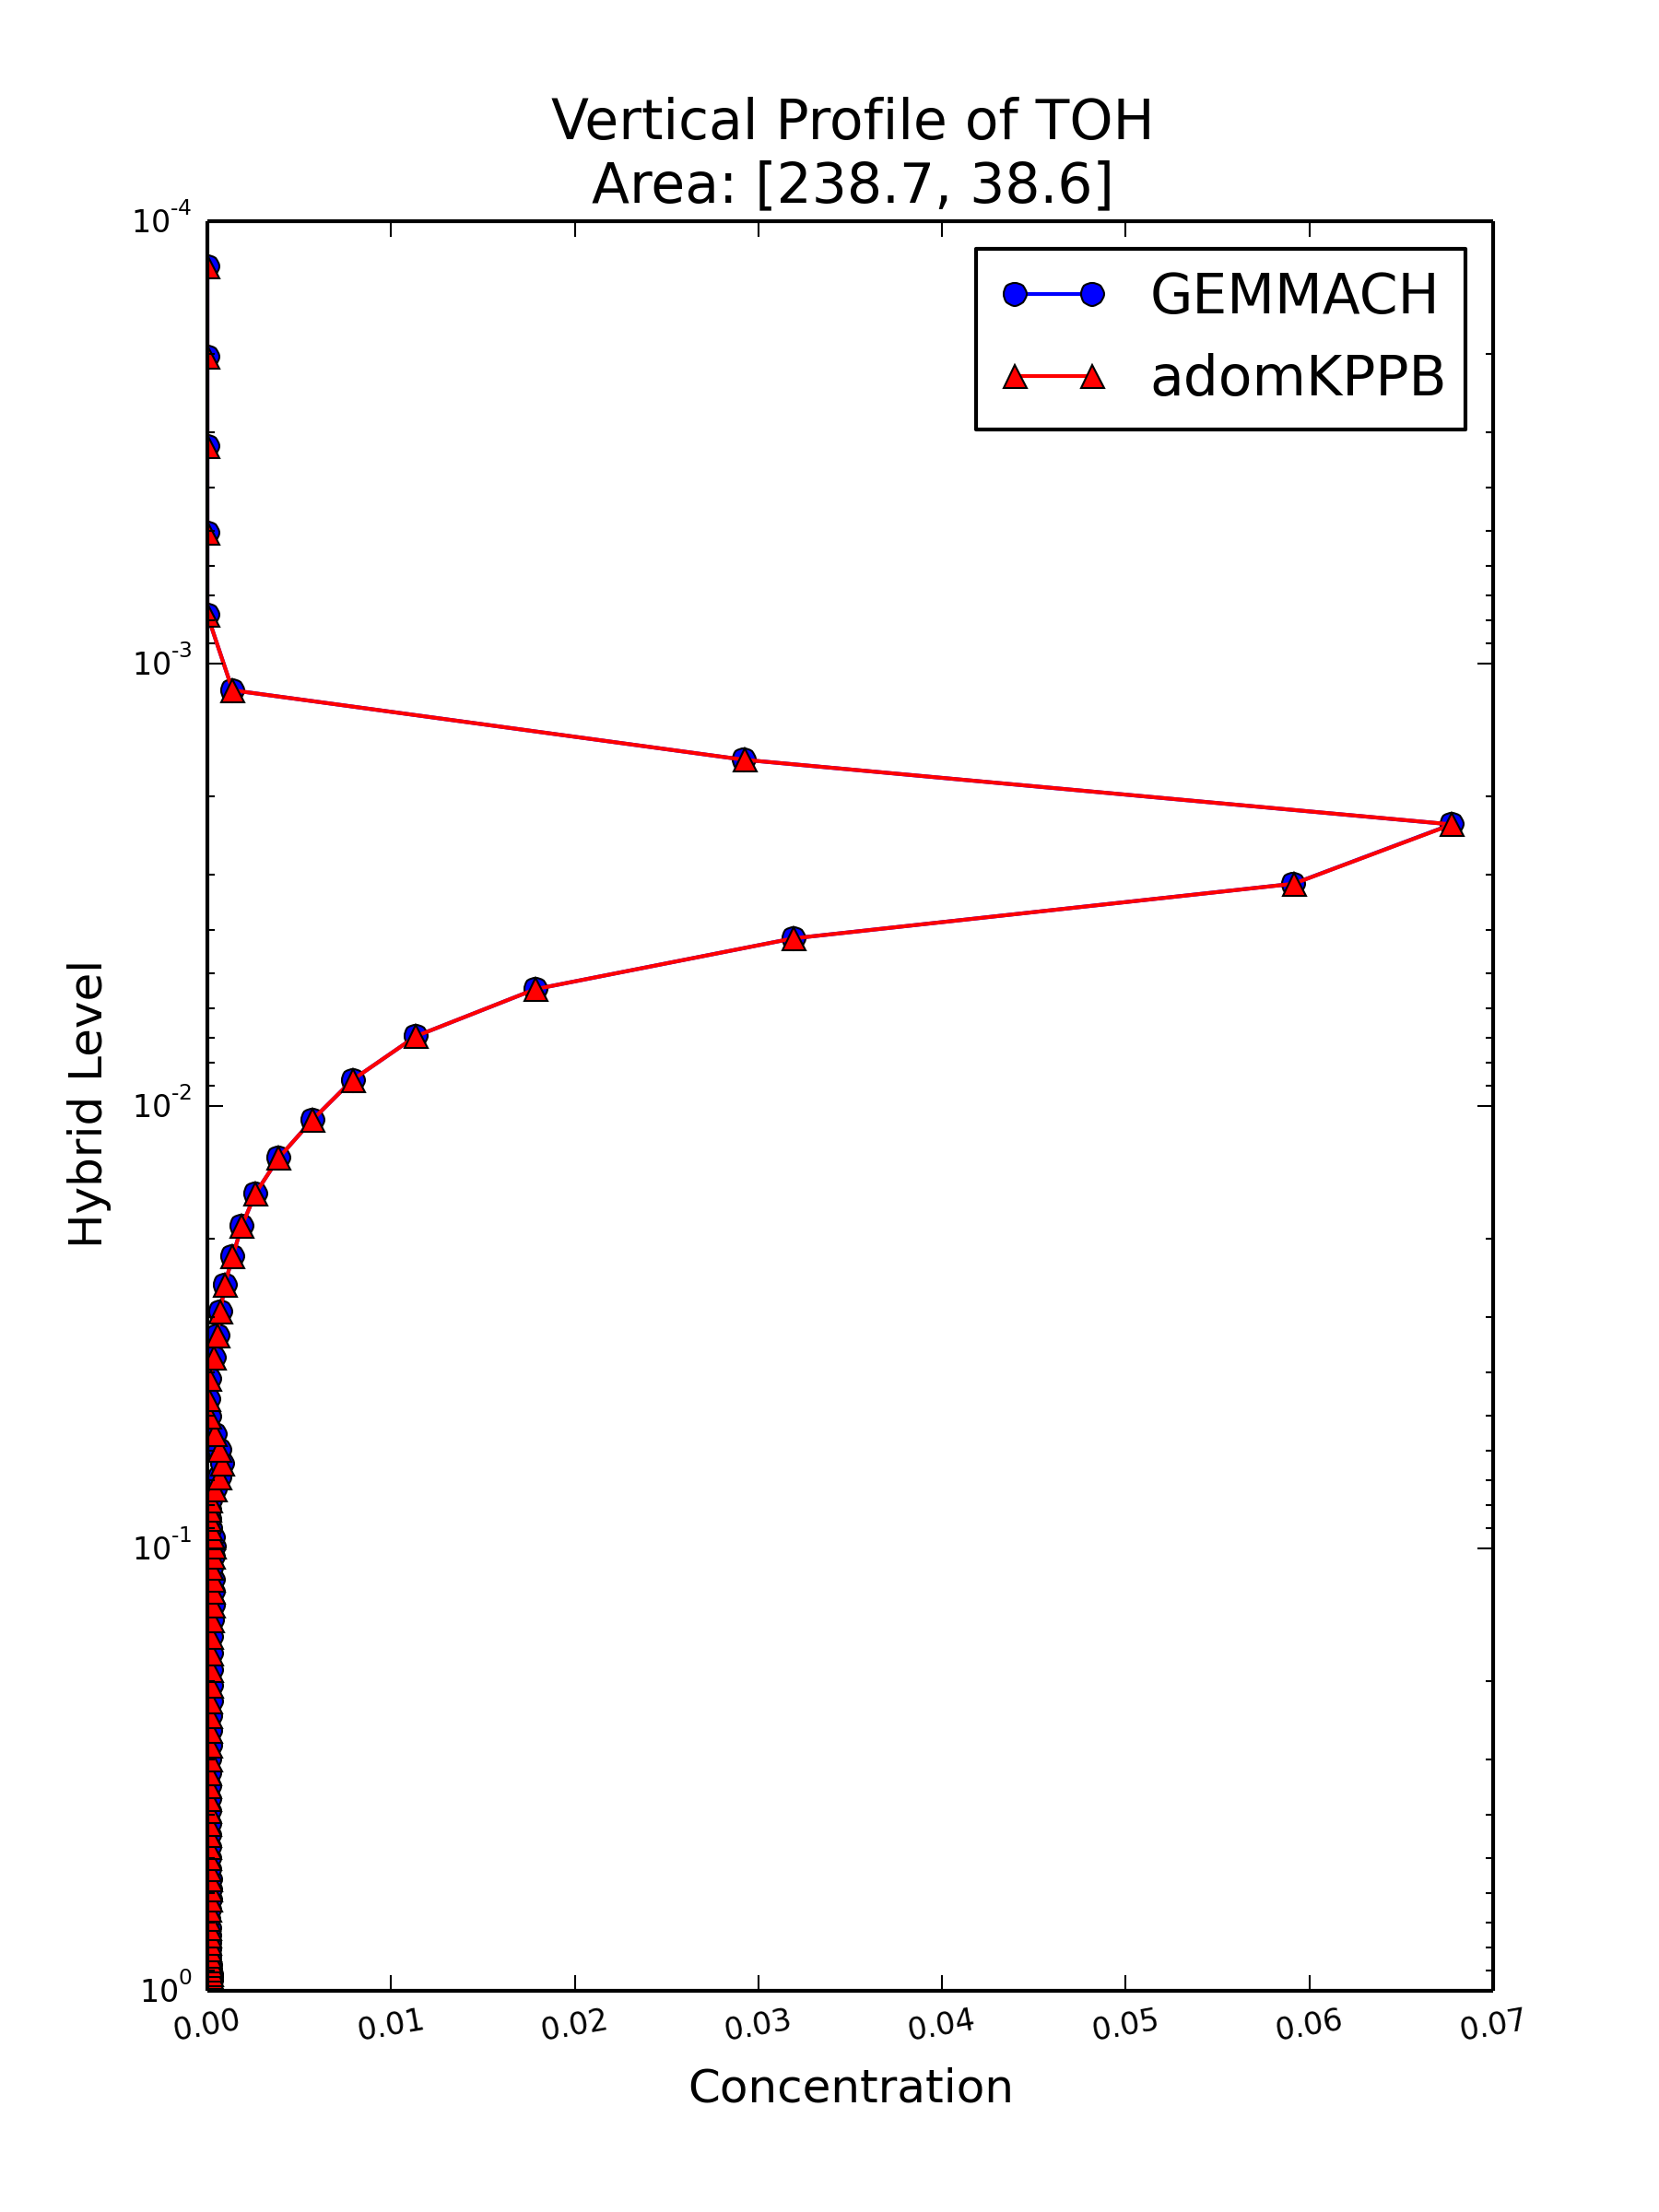 Vertical Profile of TOH
Area: [238.7, 38.6]
GEMMACH
adomKPPB
Hybrid Level
10-4
10-3
10-2
10-1
100
0.00 0.01 0.02 0.03 0.04 0.05 0.06 0.07
Concentration